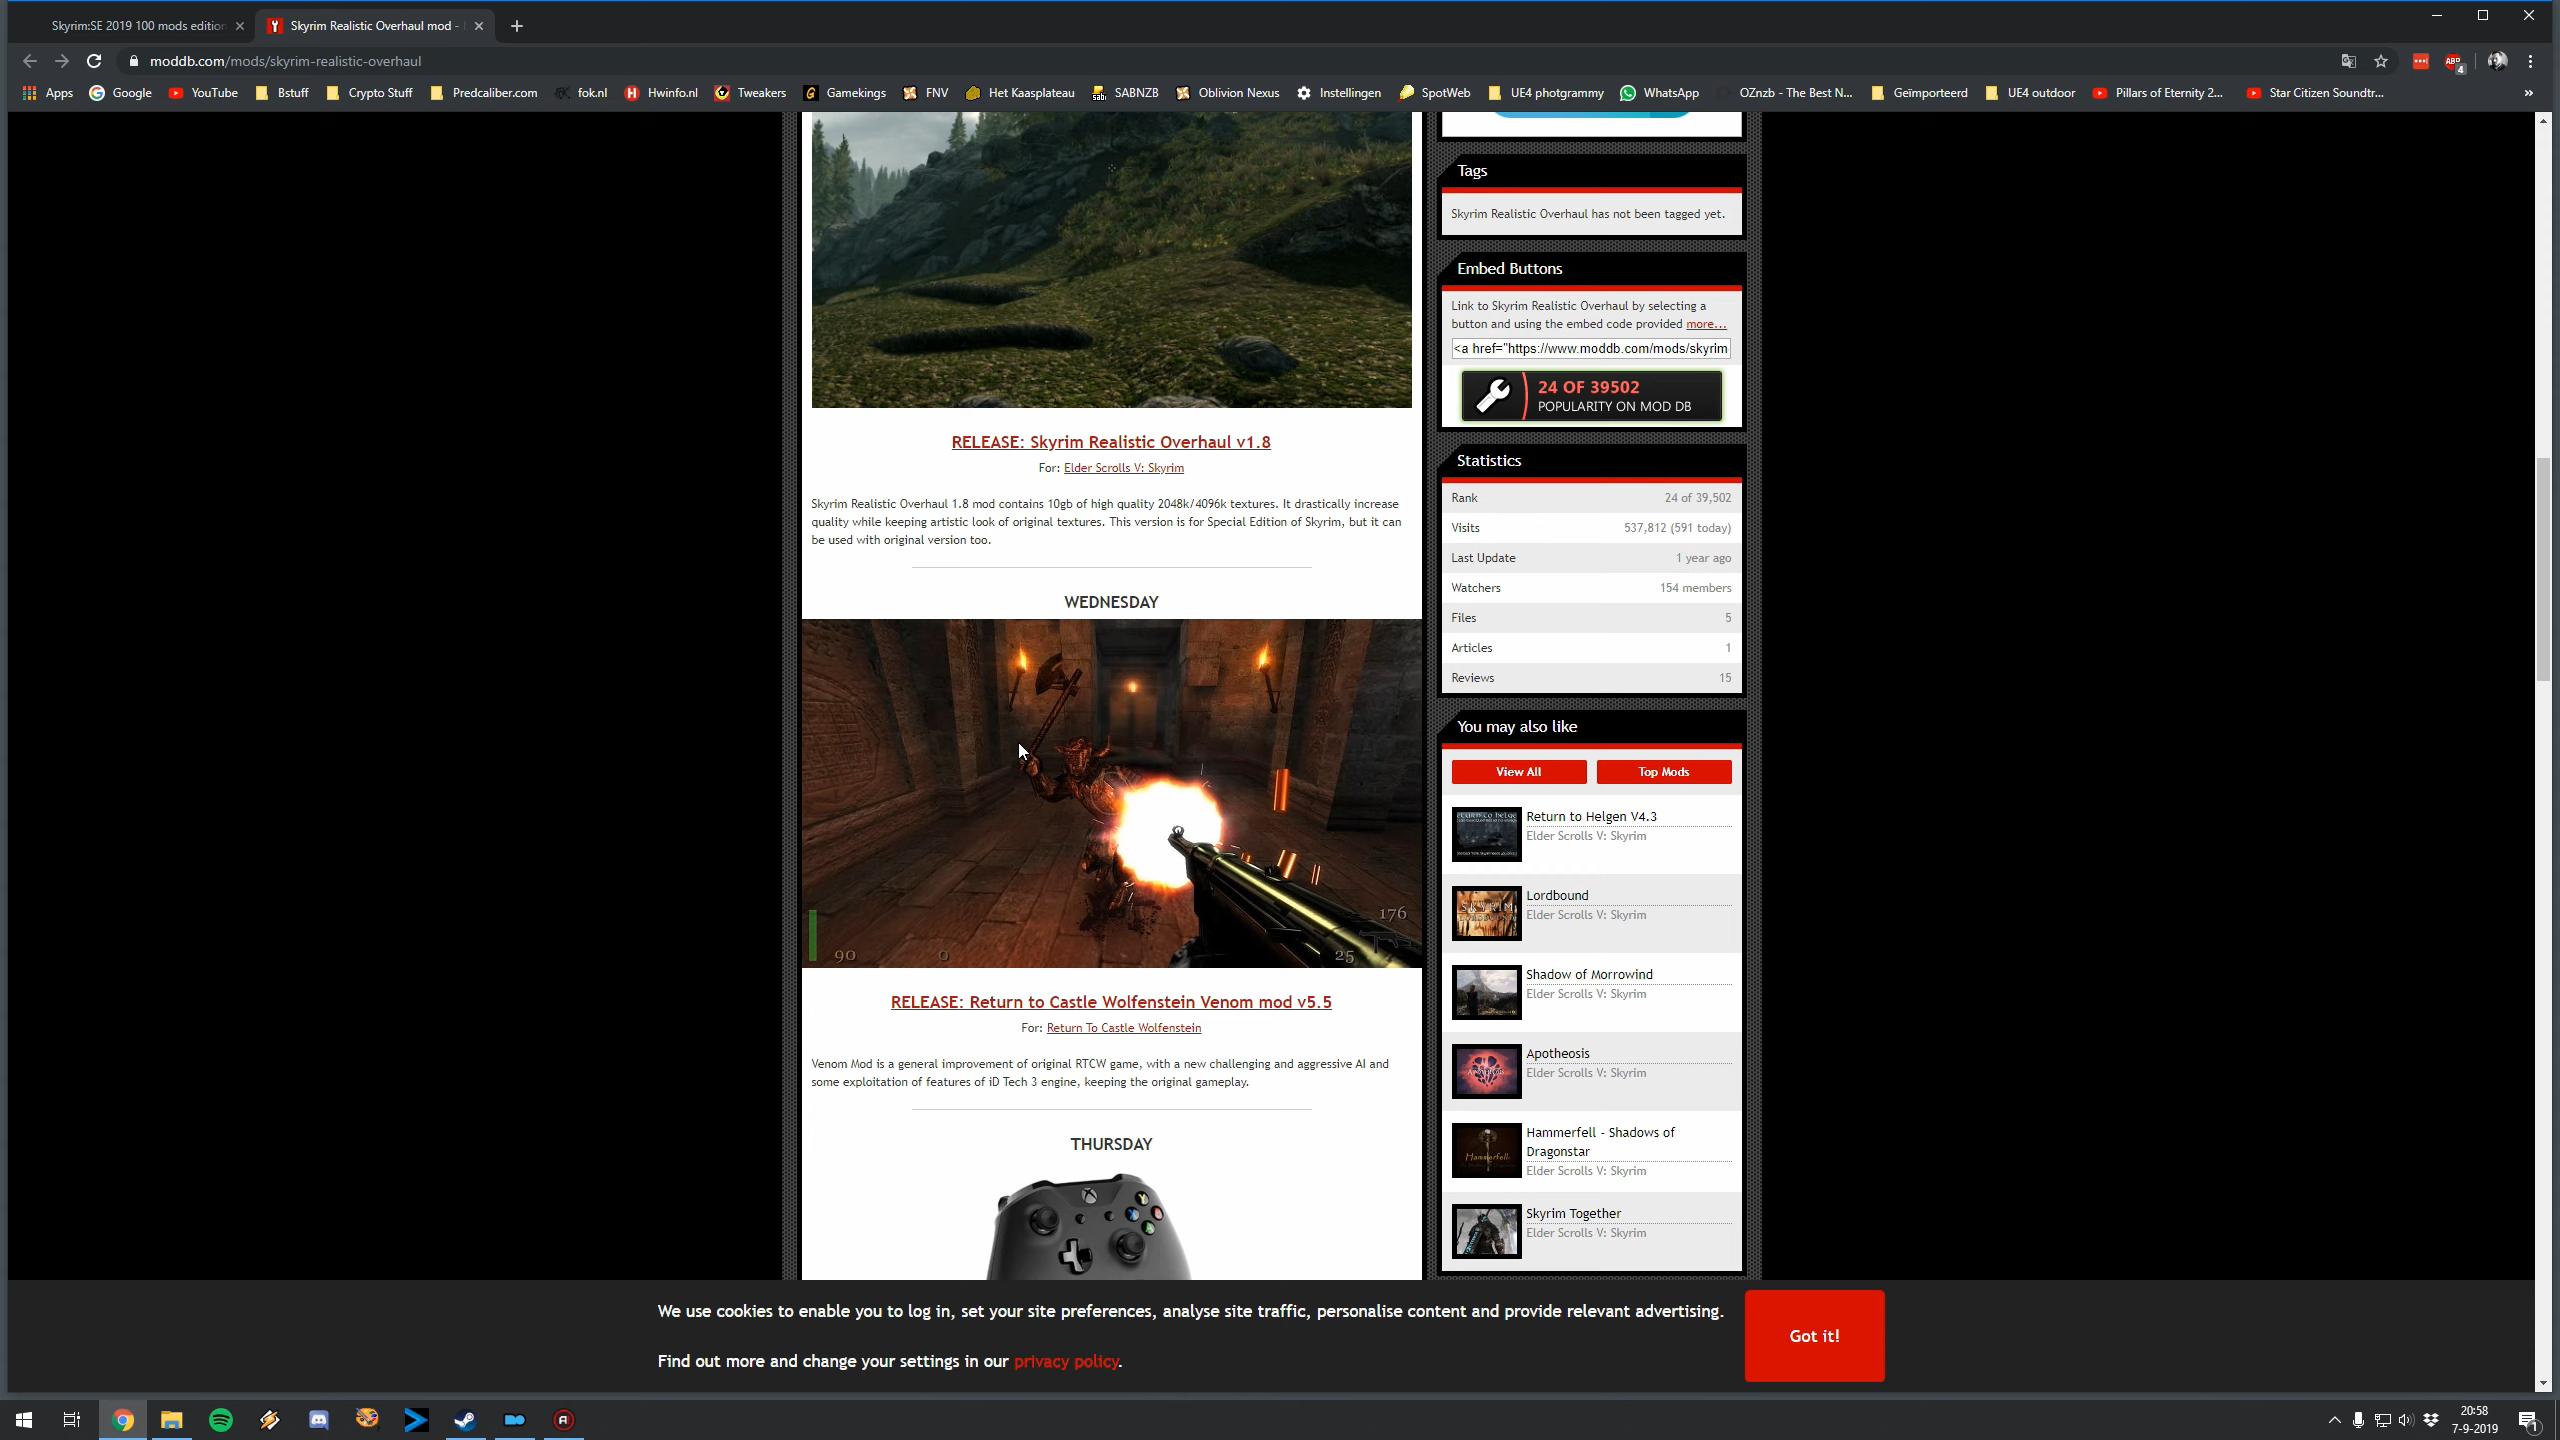 Skyrim:SE 2019 100 mods edition
Skyrim Realistic Overhaul mod -
moddb.com/mods/skyrim-realistic-overhaul
Apps
Google
YouTube
Bstuff
Crypto Stuff
Predcaliber.com
fok.nl
Hwinfo.nl
Tweakers
Gamekings
FNV
Het Kaasplateau
SABNZB
Oblivion Nexus
Instellingen
SpotWeb
UE4 photgrammy
WhatsApp
OZnzb - The Best N...
Geïmporteerd
UE4 outdoor
Pillars of Eternity 2...
Star Citizen Soundtr...
RELEASE: Skyrim Realistic Overhaul v1.8
For: Elder Scrolls V: Skyrim
Skyrim Realistic Overhaul 1.8 mod contains 10gb of high quality 2048k/4096k textures. It drastically increase
quality while keeping artistic look of original textures. This version is for Special Edition of Skyrim, but it can
be used with original version too.
WEDNESDAY
176
90
0
25
RELEASE: Return to Castle Wolfenstein Venom mod v5.5
For: Return To Castle Wolfenstein
Venom Mod is a general improvement of original RTCW game, with a new challenging and aggressive AI and
some exploitation of features of iD Tech 3 engine, keeping the original gameplay.
THURSDAY
Tags
Skyrim Realistic Overhaul has not been tagged yet.
Embed Buttons
Link to Skyrim Realistic Overhaul by selecting a
button and using the embed code provided more...
<a href="https://www.moddb.com/mods/skyrim
24 OF 39502
POPULARITY ON MOD DB
Statistics
Rank 24 of 39,502
Visits 537,812 (591 today)
Last Update 1 year ago
Watchers 154 members
Files 5
Articles 1
Reviews 15
You may also like
View All
Top Mods
Return to Helgen V4.3
Elder Scrolls V: Skyrim
Lordbound
Elder Scrolls V: Skyrim
Shadow of Morrowind
Elder Scrolls V: Skyrim
Apotheosis
Elder Scrolls V: Skyrim
Hammerfell - Shadows of
Dragonstar
Elder Scrolls V: Skyrim
Skyrim Together
Elder Scrolls V: Skyrim
We use cookies to enable you to log in, set your site preferences, analyse site traffic, personalise content and provide relevant advertising.
Find out more and change your settings in our privacy policy.
Got it!
20:58
7-9-2019